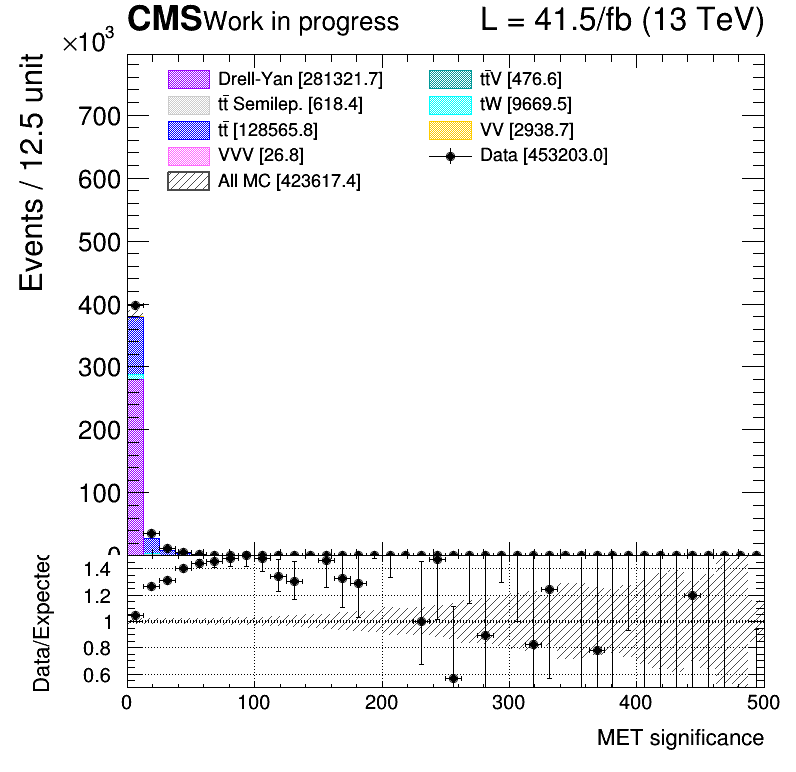 CMS Work in progress L = 41.5/fb (13 TeV)
×10³
Events / 12.5 unit
Drell-Yan [281321.7]
tt̄ Semilep. [618.4]
tt̄ [128565.8]
VVV [26.8]
All MC [423617.4]
tt̄V [476.6]
tW [9669.5]
VV [2938.7]
Data [453203.0]
700
600
500
400
300
200
100
0
Data/Expected
1.4
1.2
1
0.8
0.6
0 100 200 300 400 500
MET significance